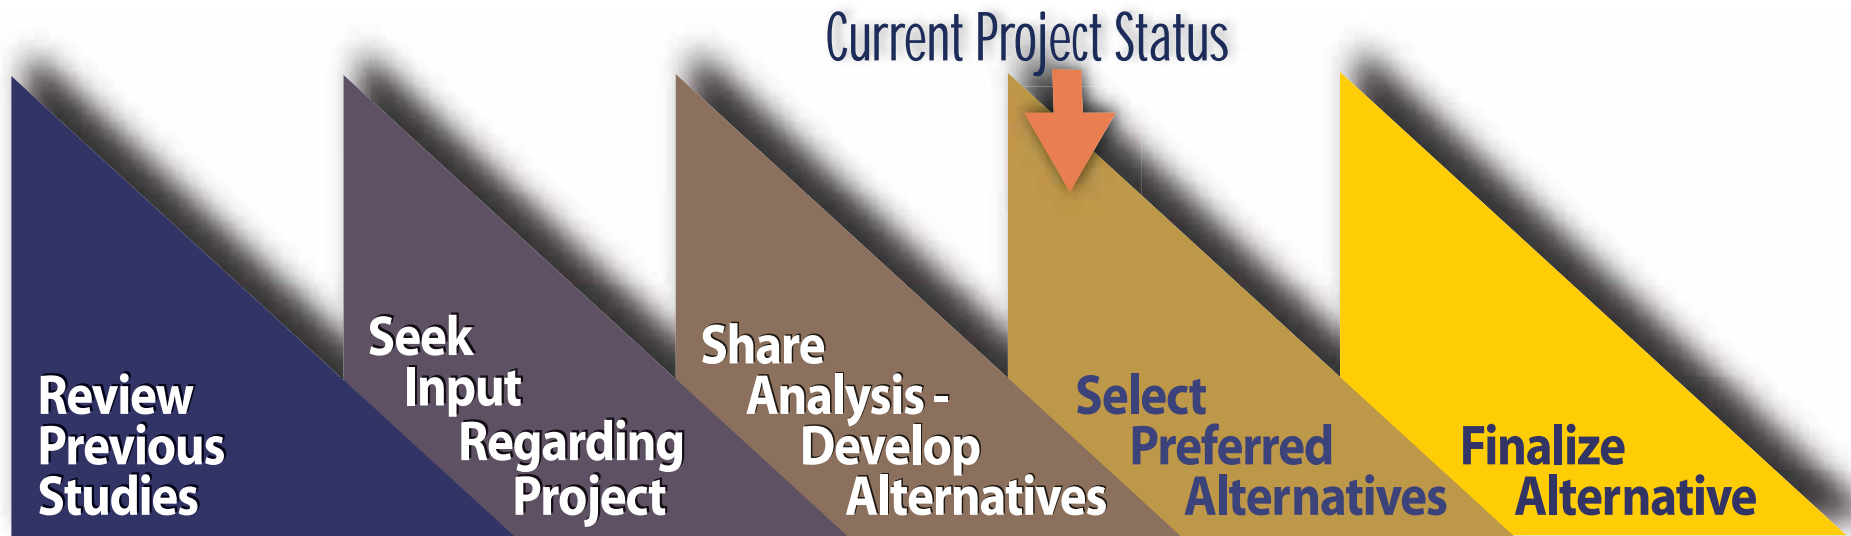 Current Project Status
Review
Previous
Studies
Seek
Input
Regarding
Project
Share
Analysis -
Develop
Alternatives
Select
Preferred
Alternatives
Finalize
Alternative